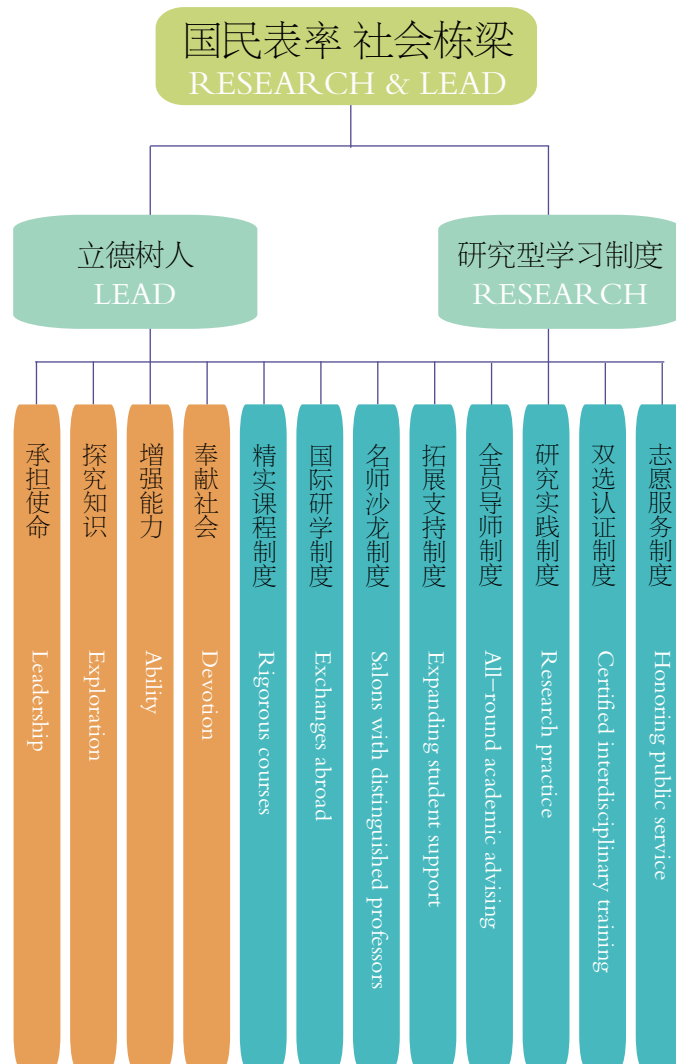 国民表率 社会栋梁
RESEARCH & LEAD
立德树人
LEAD
研究型学习制度
RESEARCH
承担使命
Leadership
探究知识
Exploration
增强能力
Ability
奉献社会
Devotion
精实课程制度
Rigorous courses
国际研学制度
Exchanges abroad
名师沙龙制度
Salons with distinguished professors
拓展支持制度
Expanding student support
全员导师制度
All-round academic advising
研究实践制度
Research practice
双选认证制度
Certified interdisciplinary training
志愿服务制度
Honoring public service